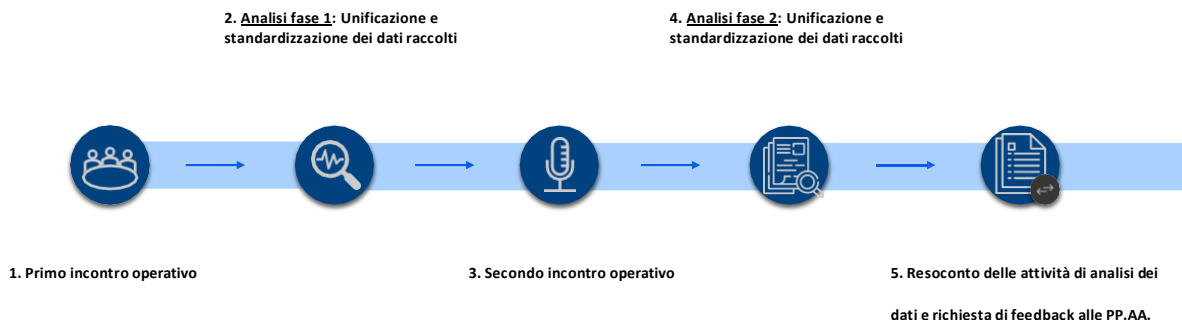 2. Analisi fase 1: Unificazione e
standardizzazione dei dati raccolti
4. Analisi fase 2: Unificazione e
standardizzazione dei dati raccolti
1. Primo incontro operativo
3. Secondo incontro operativo
5. Resoconto delle attività di analisi dei
dati e richiesta di feedback alle PP.AA.